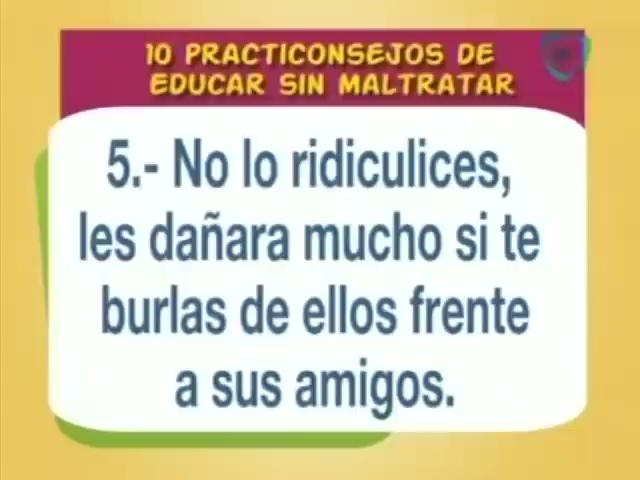 10 PRACTICONSEJOS DE
EDUCAR SIN MALTRATAR
5.- No lo ridiculices,
les dañara mucho si te
burlas de ellos frente
a sus amigos.